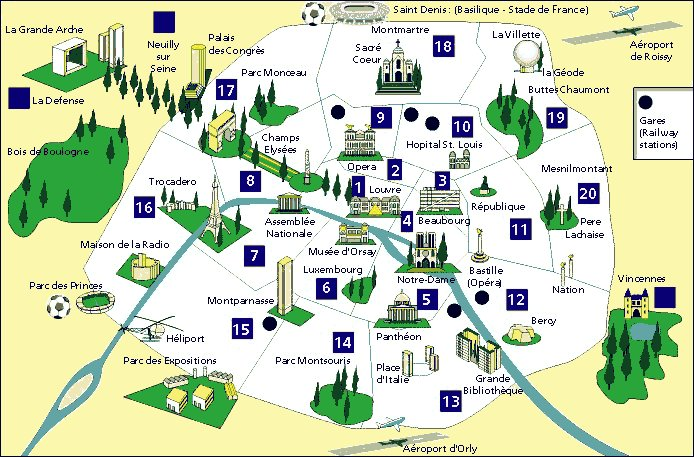 Saint Denis: (Basilique - Stade de France)
La Grande Arche
Neuilly
sur
Seine
Palais
des Congrès
Montmartre
Sacré
Coeur
18
La Villette
Aéroport
de Roissy
La Defense
17
Parc Monceau
la Géode
Buttes Chaumont
19
Gares
(Railway
stations)
9
10
Bois de Boulogne
Champs
Elysées
Opera
Hopital St. Louis
2
Mesnilmontant
Trocadero
8
1
Louvre
3
20
16
Assemblée
Nationale
4
Beaubourg
République
11
Pere
Lachaise
Maison de la Radio
7
Musée d'Orsay
Luxembourg
6
Notre-Dame
Bastille
(Opéra)
Nation
Vincennes
Parc des Princes
Montparnasse
5
12
Héliport
15
Panthéon
Bercy
Parc des Expositions
14
Parc Montsouris
Place
d'Italie
Grande
Bibliothèque
13
Aéroport d'Orly